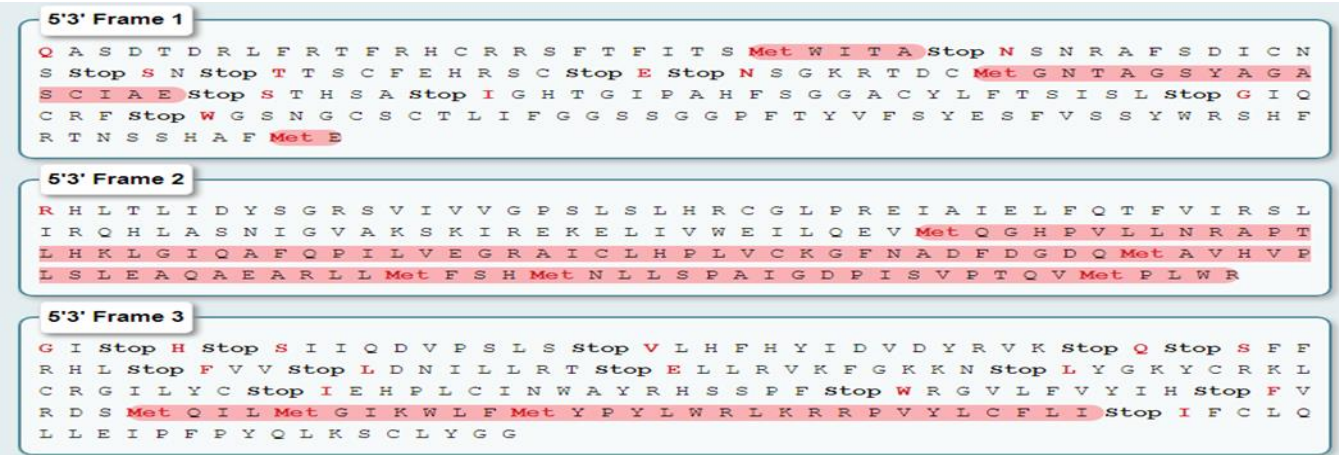 5'3' Frame 1
Q A S D T D R L F R T F R H C R R S F T F I T S Met W I T A Stop N S N R A F S D I C N
S Stop S N Stop T T S C F E H R S C Stop E Stop N S G K R T D C Met G N T A G S Y A G A
S C I A E Stop S T H S A Stop I G H T G I P A H F S G G A C Y L F T S I S L Stop G I Q
C R F Stop W G S N G C S C T L I F G G S S G G P F T Y V F S Y E S F V S S Y W R S H F
R T N S S H A F Met E
5'3' Frame 2
R H L T L I D Y S G R S V I V V G P S L S L H R C G L P R E I A I E L F Q T F V I R S L
I R Q H L A S N I G V A K S K I R E K E L I V W E I L Q E V Met Q G H P V L L N R A P T
L H K L G I Q A F Q P I L V E G R A I C L H P L V C K G F N A D F D G D Q Met A V H V P
L S L E A Q A E A R L L Met F S H Met N L L S P A I G D P I S V P T Q V Met P L W R
5'3' Frame 3
G I Stop H Stop S I I Q D V P S L S Stop V L H F H Y I D V D Y R V K Stop Q Stop S F F
R H L Stop F V V Stop L D N I L L R T Stop E L L R V K F G K K N Stop L Y G K Y C R K L
C R G I L Y C Stop I E H P L C I N W A Y R H S S P F Stop W R G V L F V Y I H Stop F V
R D S Met Q I L Met G I K W L F Met Y P Y L W R L K R R P V Y L C F L I Stop I F C L Q
L L E I P F P Y Q L K S C L Y G G